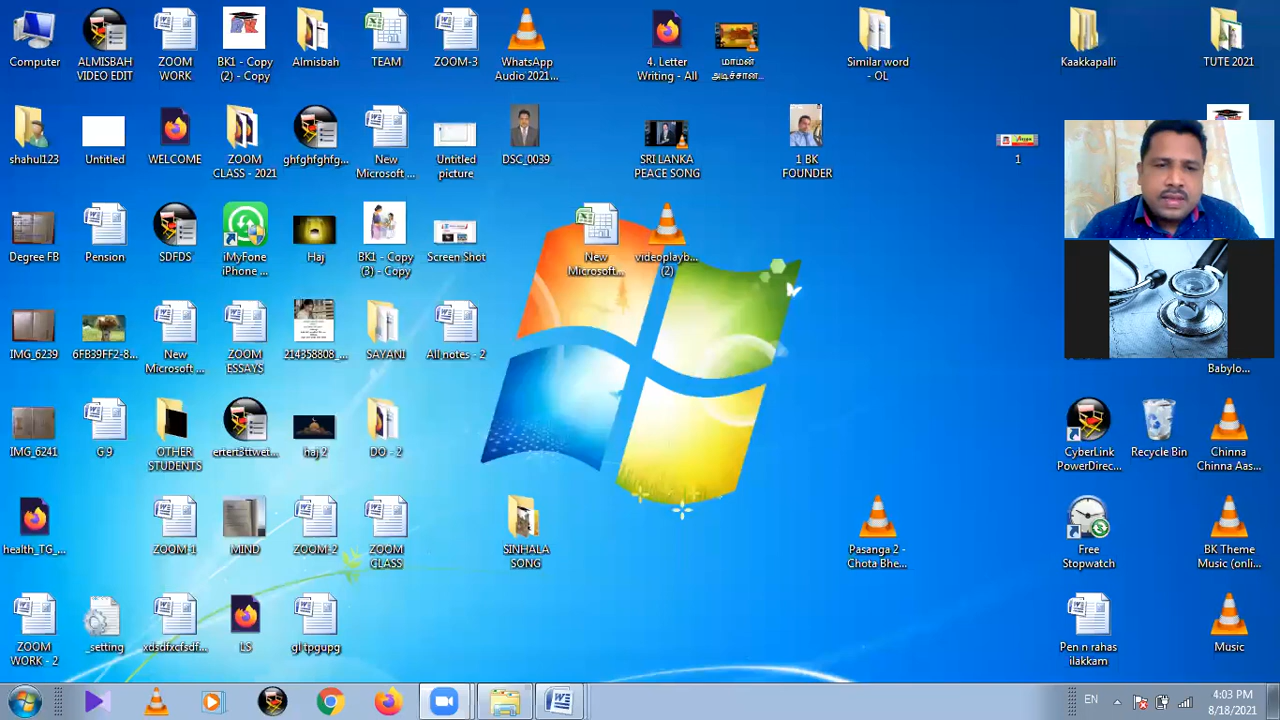 Computer
ALMISBAH
VIDEO EDIT
ZOOM
WORK
BK1 - Copy
(2) - Copy
Almisbah
TEAM
ZOOM-3
WhatsApp
Audio 2021...
4. Letter
Writing - All
மாமன்
அடிச்சான...
Similar word
- OL
Kaakkapalli
TUTE 2021
shahul123
Untitled
WELCOME
ZOOM
CLASS - 2021
ghfghfghfg...
New
Microsoft ...
Untitled
picture
DSC_0039
SRI LANKA
PEACE SONG
1 BK
FOUNDER
1
Degree FB
Pension
SDFDS
iMyFone
iPhone ...
Haj
BK1 - Copy
(3) - Copy
Screen Shot
New
Microsoft...
videoplayb...
(2)
IMG_6239
6FB39FF2-8...
New
Microsoft ...
ZOOM
ESSAYS
214358808_...
SAYANI
All notes - 2
Babylo...
IMG_6241
G 9
OTHER
STUDENTS
ertert3ttwet...
haj 2
DO - 2
CyberLink
PowerDirec...
Recycle Bin
Chinna
Chinna Aas...
health_TG_...
ZOOM-1
MIND
ZOOM-2
ZOOM
CLASS
SINHALA
SONG
Pasanga 2 -
Chota Bhe...
Free
Stopwatch
BK Theme
Music (onli...
ZOOM
WORK - 2
_setting
xdsdfxcfsdf...
LS
gl tpgupg
Pen n rahas
ilakkam
Music
EN
4:03 PM
8/18/2021